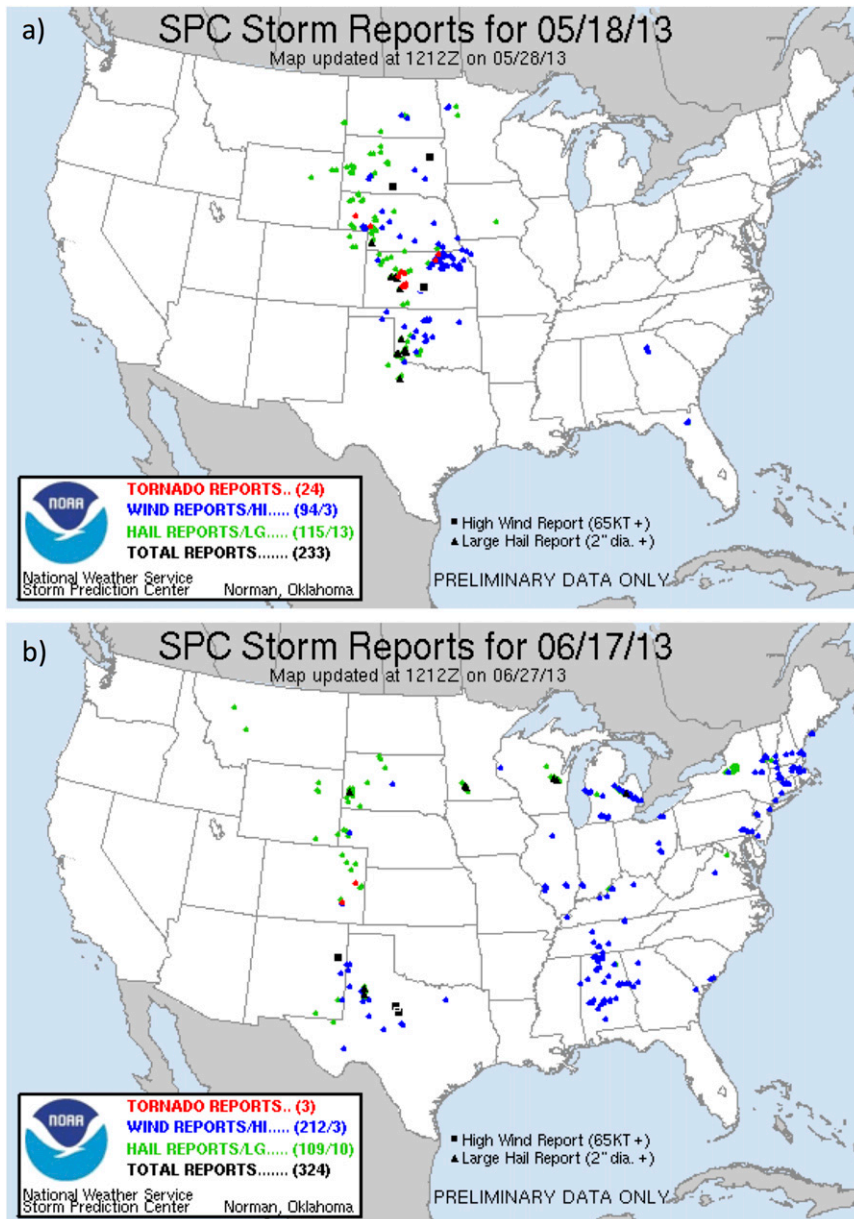 a)
SPC Storm Reports for 05/18/13
Map updated at 1212Z on 05/28/13
NOAA
TORNADO REPORTS.. (24)
WIND REPORTS/HI..... (94/3)
HAIL REPORTS/LG..... (115/13)
TOTAL REPORTS....... (233)
National Weather Service
Storm Prediction Center Norman, Oklahoma
High Wind Report (65KT +)
Large Hail Report (2" dia. +)
PRELIMINARY DATA ONLY
b)
SPC Storm Reports for 06/17/13
Map updated at 1212Z on 06/27/13
NOAA
TORNADO REPORTS.. (3)
WIND REPORTS/HI..... (212/3)
HAIL REPORTS/LG..... (109/10)
TOTAL REPORTS....... (324)
National Weather Service
Storm Prediction Center Norman, Oklahoma
High Wind Report (65KT +)
Large Hail Report (2" dia. +)
PRELIMINARY DATA ONLY